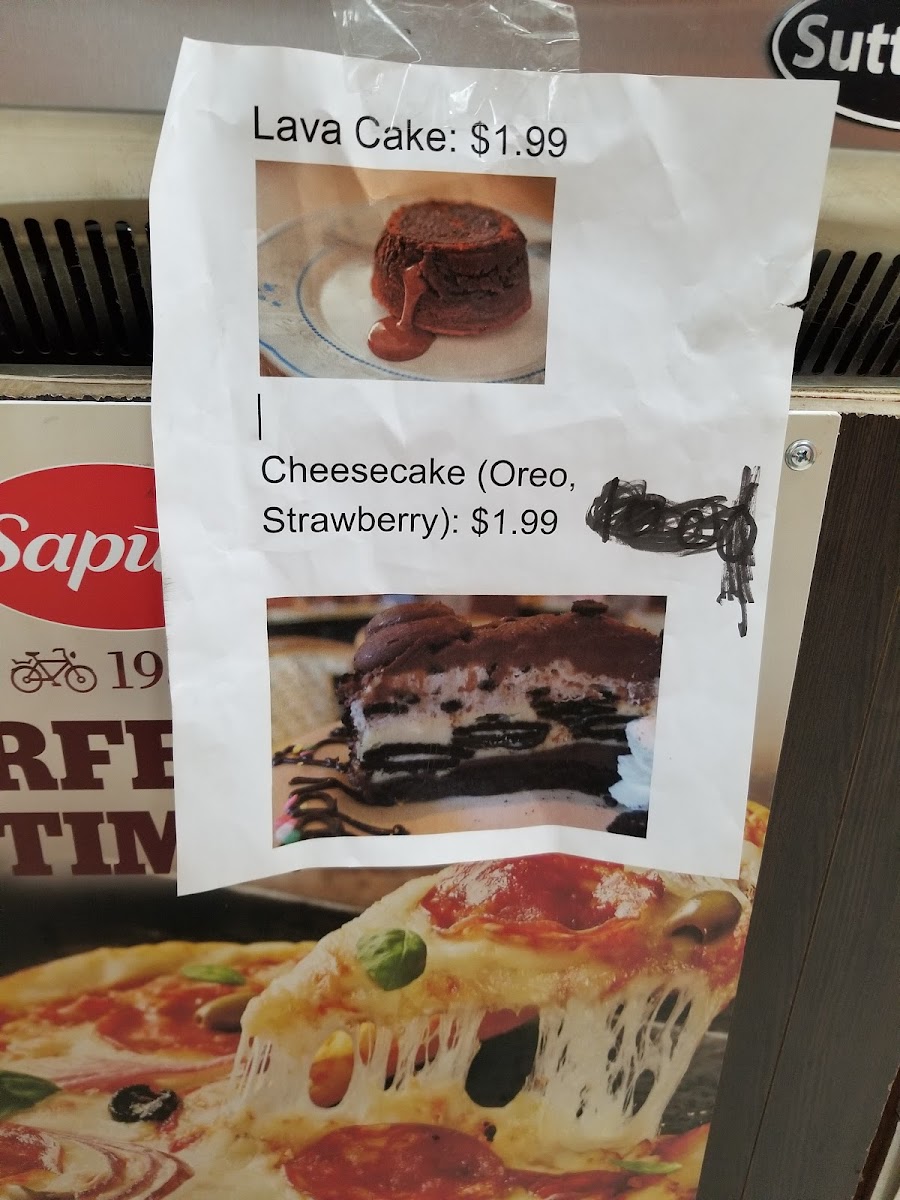 Sutt
Lava Cake: $1.99
Cheesecake (Oreo,
Strawberry): $1.99
Sapu
19
RFE
TIM